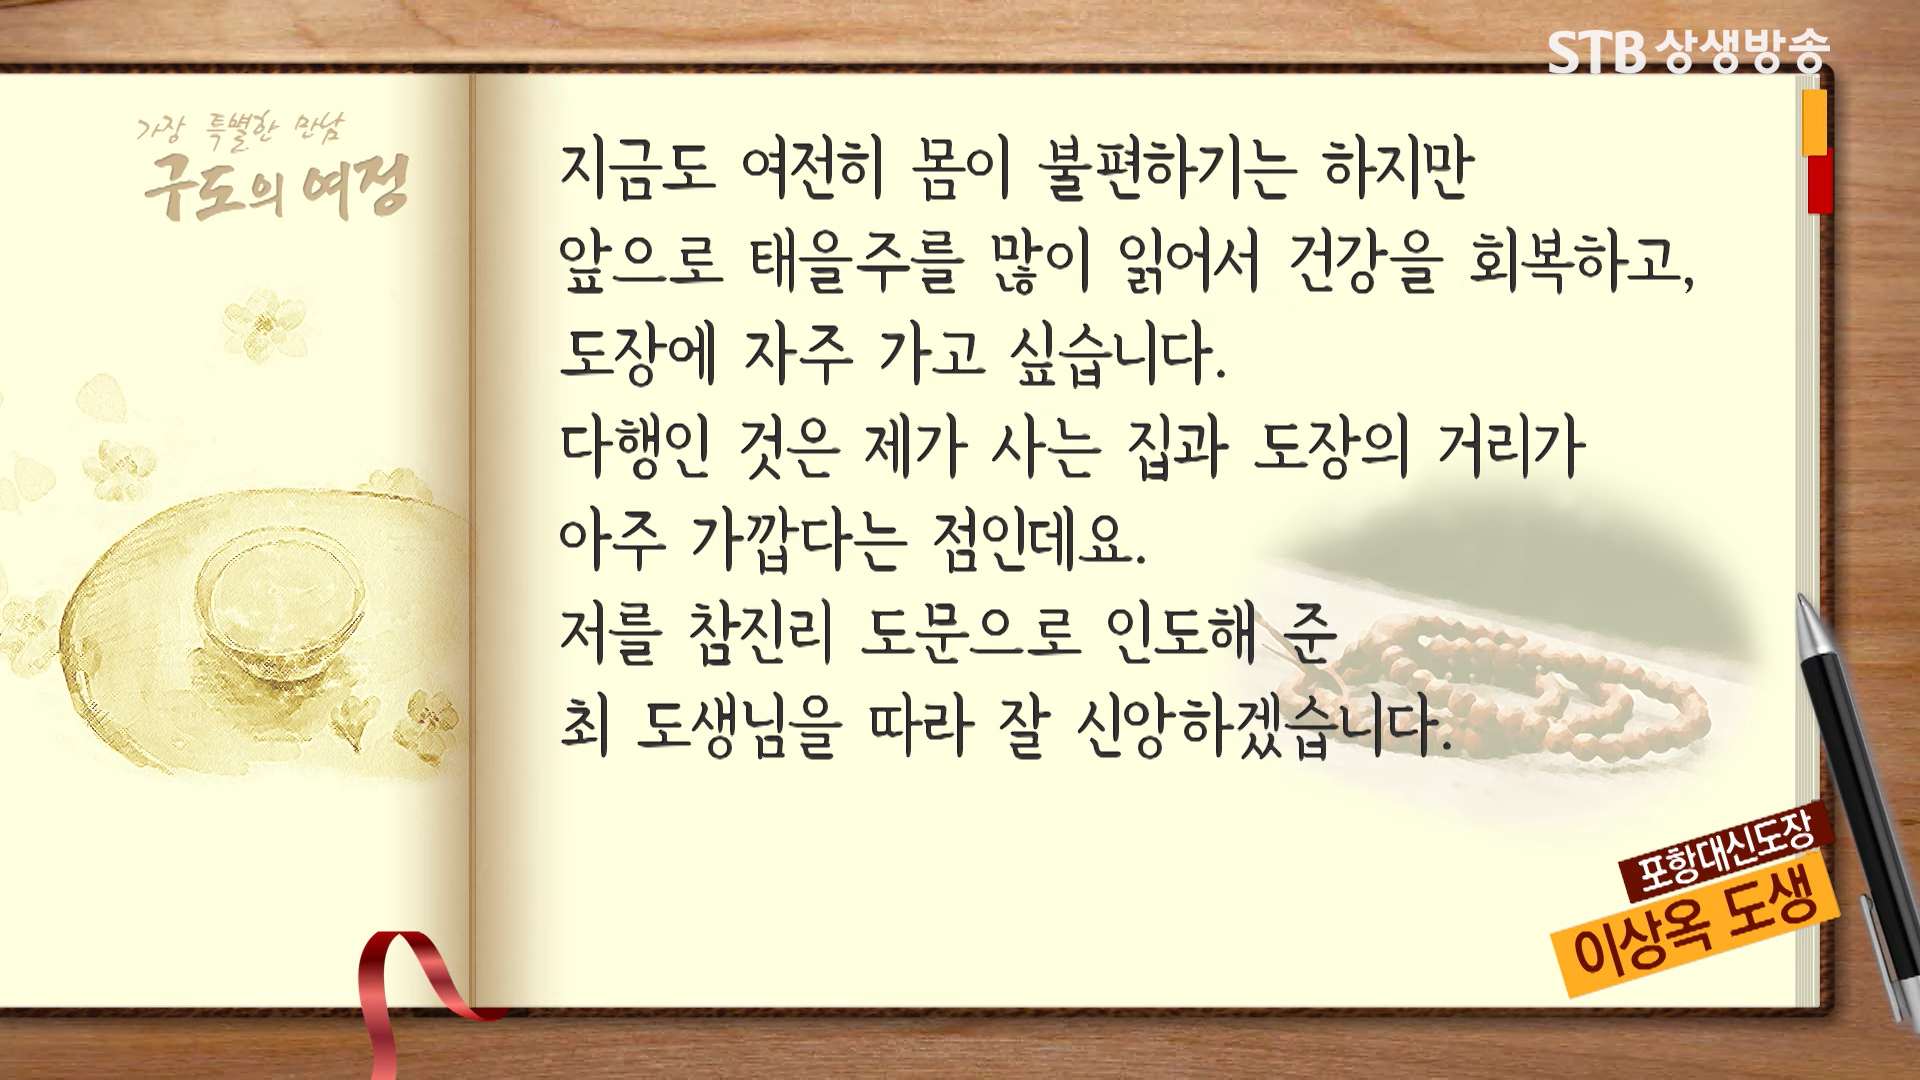 STB 상생방송
가장 특별한 만남
구도의 여정
지금도 여전히 몸이 불편하기는 하지만
앞으로 태을주를 많이 읽어서 건강을 회복하고,
도장에 자주 가고 싶습니다.
다행인 것은 제가 사는 집과 도장의 거리가
아주 가깝다는 점인데요.
저를 참진리 도문으로 인도해 준
최 도생님을 따라 잘 신앙하겠습니다.
포항대신도장
이상옥 도생